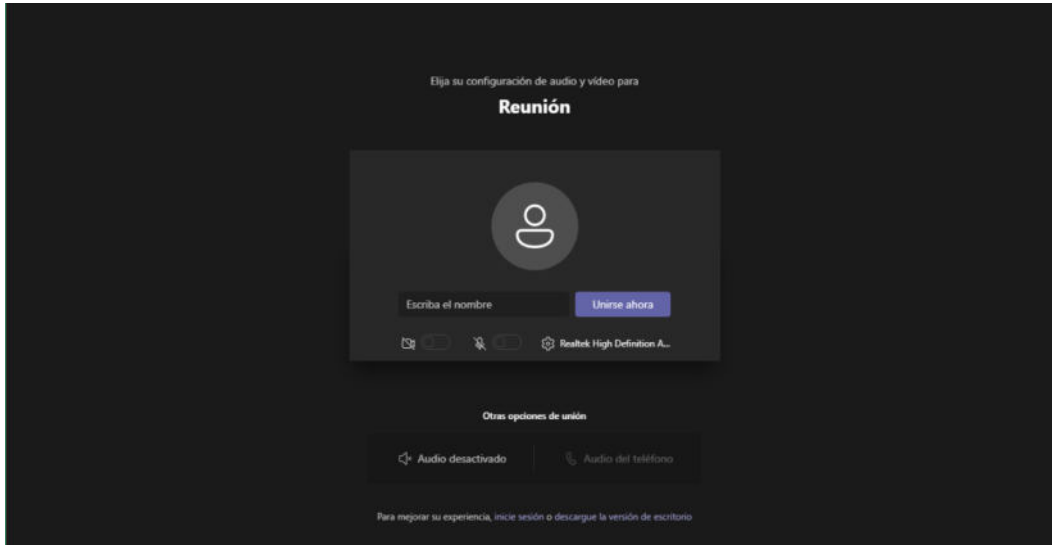 Elija su configuración de audio y vídeo para
Reunión
Escriba el nombre
Unirse ahora
Realtek High Definition A...
Otras opciones de unión
Audio desactivado
Audio del teléfono
Para mejorar su experiencia, inicie sesión o descargue la versión de escritorio